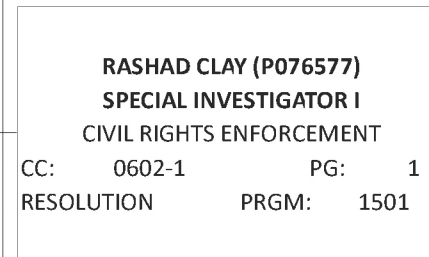 RASHAD CLAY (P076577)
SPECIAL INVESTIGATOR I
CIVIL RIGHTS ENFORCEMENT
CC: 0602-1 PG: 1
RESOLUTION PRGM: 1501